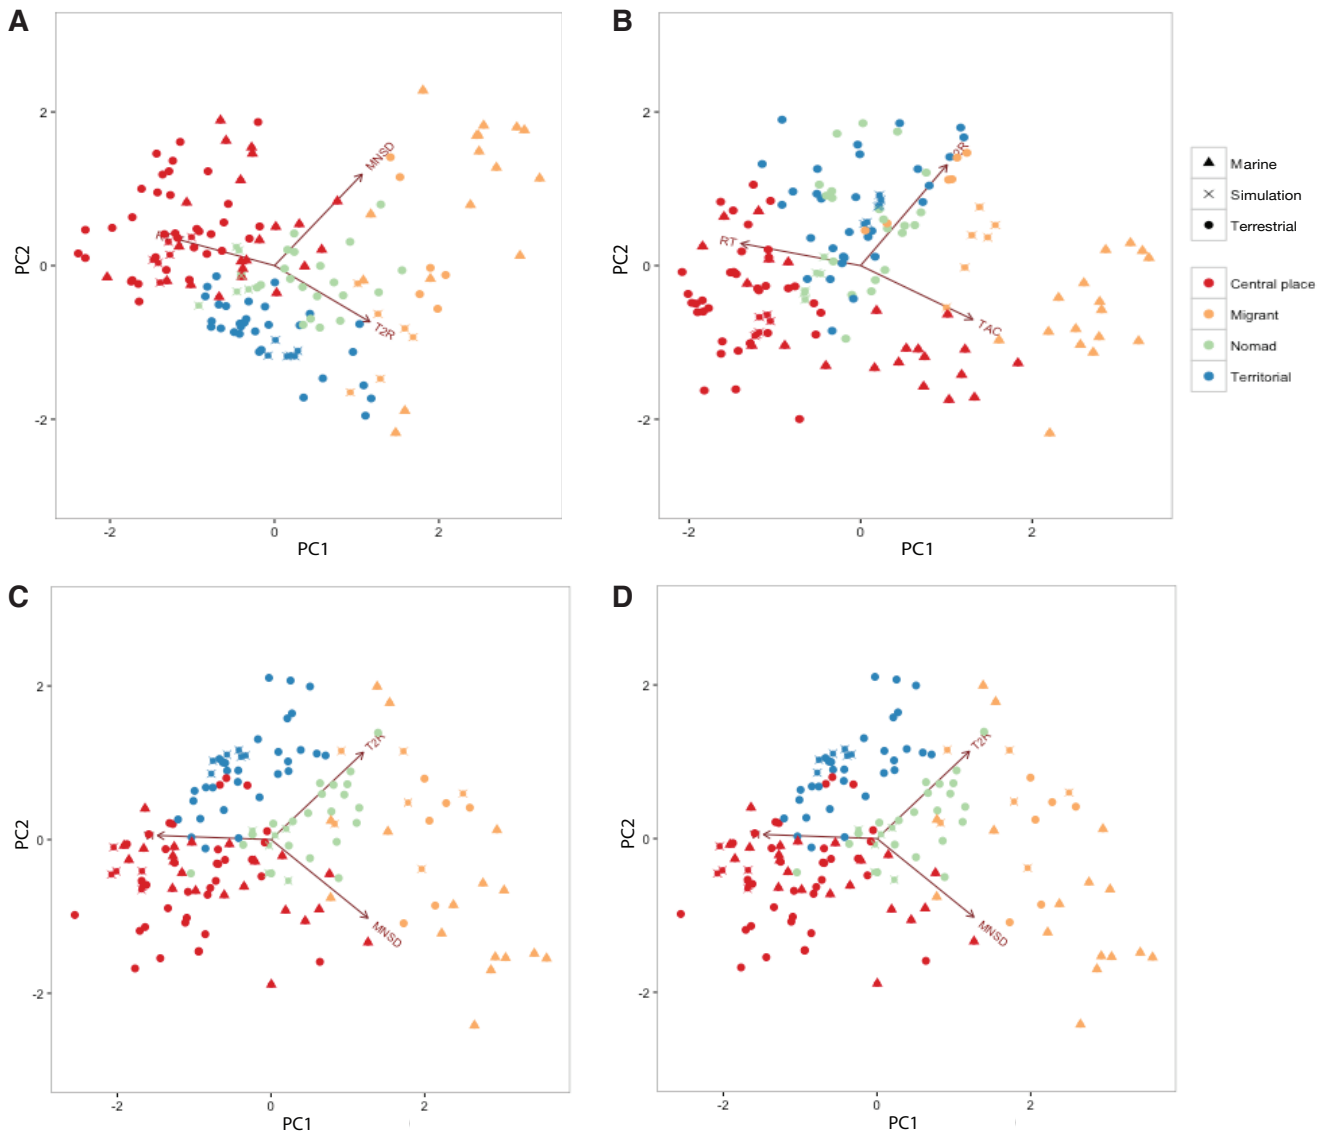 A
B
2
0
-2
PC2
MNSD
T2R
-2
0
2
PC1
2
0
-2
PC2
RT
TAC
-2
0
2
PC1
Marine
Simulation
Terrestrial
Central place
Migrant
Nomad
Territorial
C
D
2
0
-2
PC2
T2R
MNSD
-2
0
2
PC1
2
0
-2
PC2
T2R
MNSD
-2
0
2
PC1